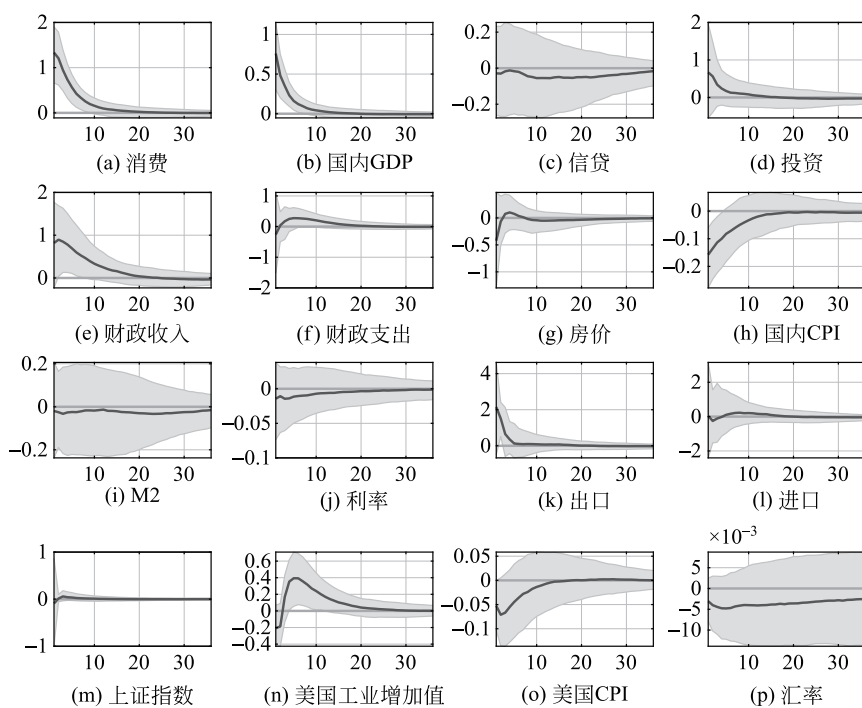 2
1
0
10 20 30
(a) 消费
1
0.5
0
10 20 30
(b) 国内GDP
0.2
0
−0.2
10 20 30
(c) 信贷
2
1
0
10 20 30
(d) 投资
2
1
0
10 20 30
(e) 财政收入
1
0
−1
−2
10 20 30
(f) 财政支出
0
−0.5
−1
10 20 30
(g) 房价
0
−0.1
−0.2
10 20 30
(h) 国内CPI
0.2
0
−0.2
10 20 30
(i) M2
0
−0.05
−0.1
10 20 30
(j) 利率
4
2
0
10 20 30
(k) 出口
2
0
−2
10 20 30
(l) 进口
1
0
−1
10 20 30
(m) 上证指数
0.6
0.4
0.2
0
−0.2
−0.4
10 20 30
(n) 美国工业增加值
0.05
0
−0.05
−0.1
10 20 30
(o) 美国CPI
×10⁻³
5
0
−5
−10
10 20 30
(p) 汇率